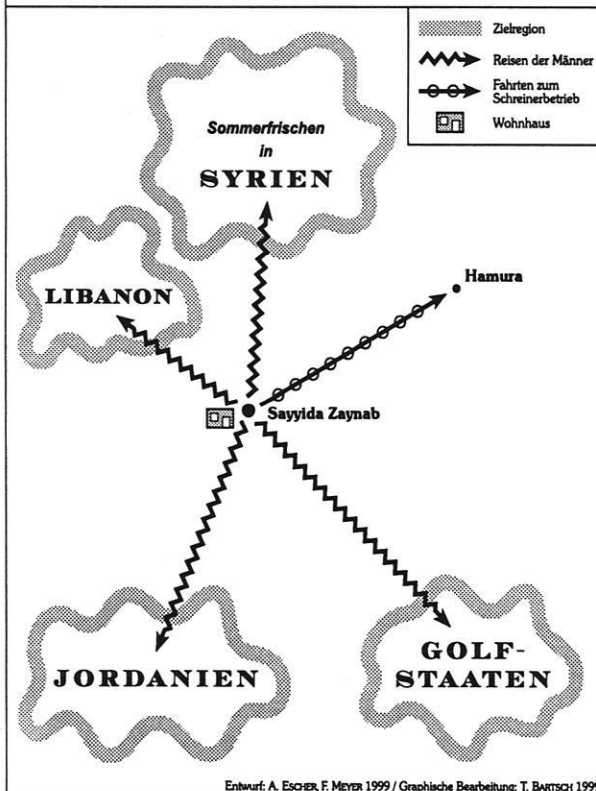 Zielregion
Reisen der Männer
Fahrten zum
Schreinerbetrieb
Wohnhaus
Sommerfrischen
in
SYRIEN
LIBANON
Hamura
Sayyida Zaynab
JORDANIEN
GOLF-
STAATEN
Entwurf: A. ESCHER, F. MEYER 1999 / Graphische Bearbeitung: T. BARTSCH 1999